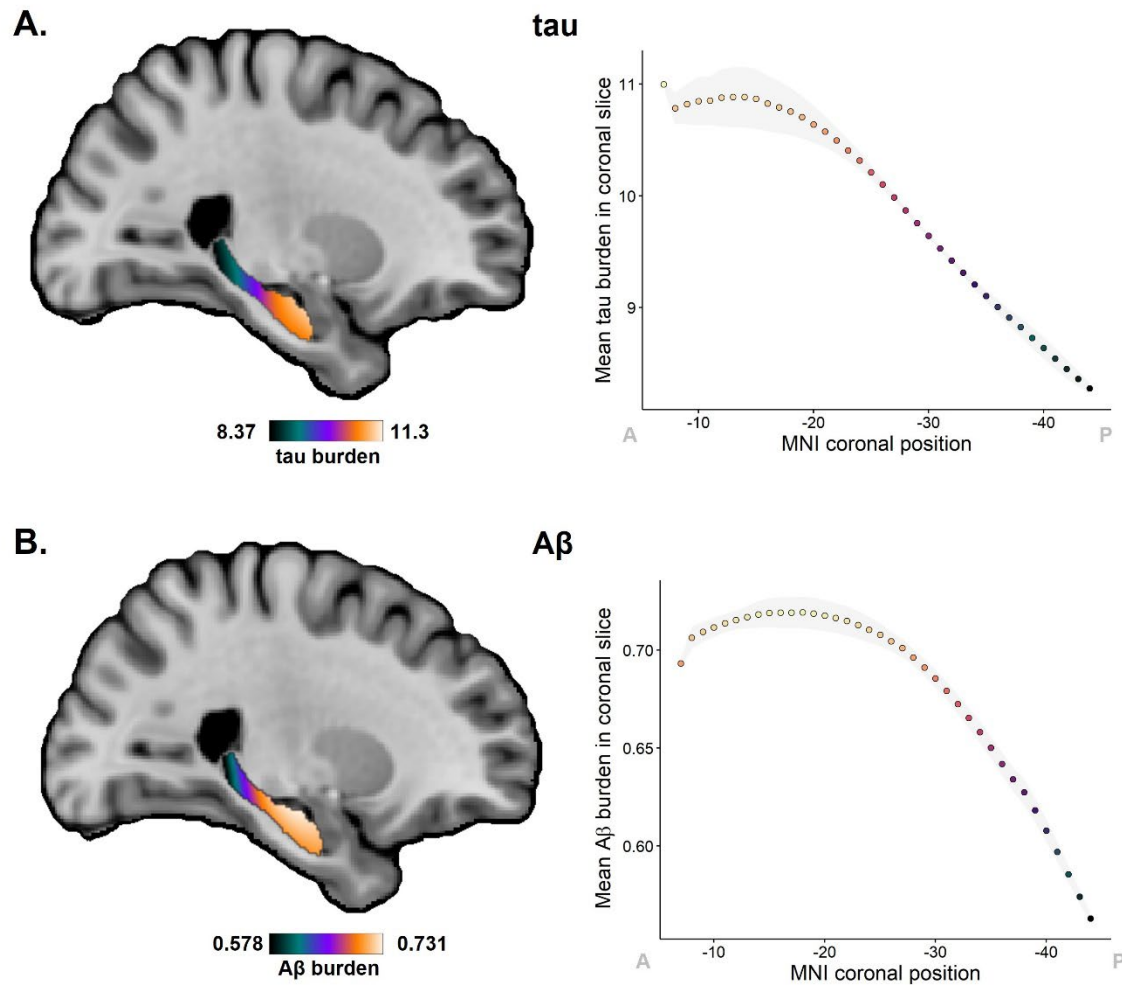 A.
tau
Mean tau burden in coronal slice
11
10
9
-10
-20
-30
-40
A
P
MNI coronal position
8.37
11.3
tau burden
B.
Aβ
Mean Aβ burden in coronal slice
0.70
0.65
0.60
-10
-20
-30
-40
A
P
MNI coronal position
0.578
0.731
Aβ burden